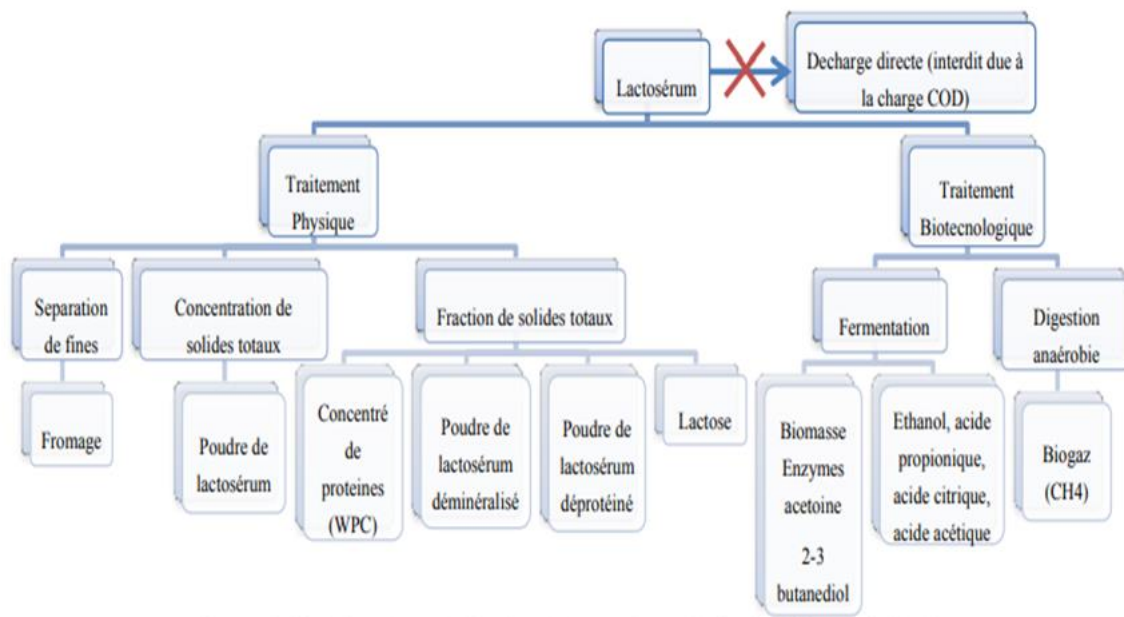 Lactosérum
Decharge directe (interdit due à
la charge COD)
Traitement
Physique
Traitement
Biotechnologique
Separation
de fines
Concentration de
solides totaux
Fraction de solides totaux
Fermentation
Digestion
anaérobie
Fromage
Poudre de
lactosérum
Concentré
de
proteines
(WPC)
Poudre de
lactosérum
déminéralisé
Poudre de
lactosérum
déprotéiné
Lactose
Biomasse
Enzymes
acetoine
2-3
butanediol
Ethanol, acide
propionique,
acide citrique,
acide acétique
Biogaz
(CH4)